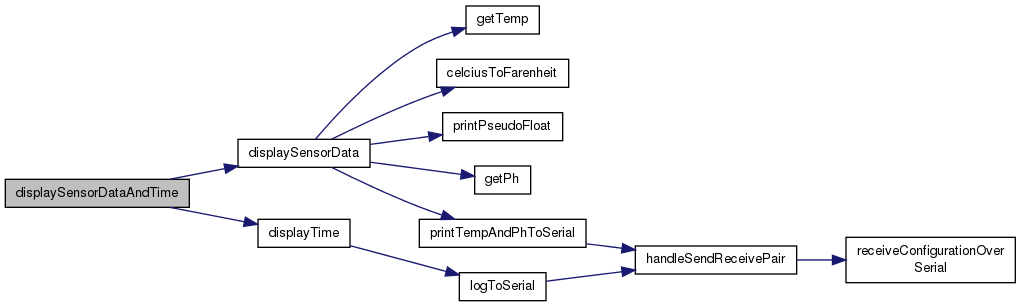 getTemp
celciusToFarenheit
printPseudoFloat
displaySensorData
getPh
displaySensorDataAndTime
displayTime
printTempAndPhToSerial
handleSendReceivePair
receiveConfigurationOver
Serial
logToSerial